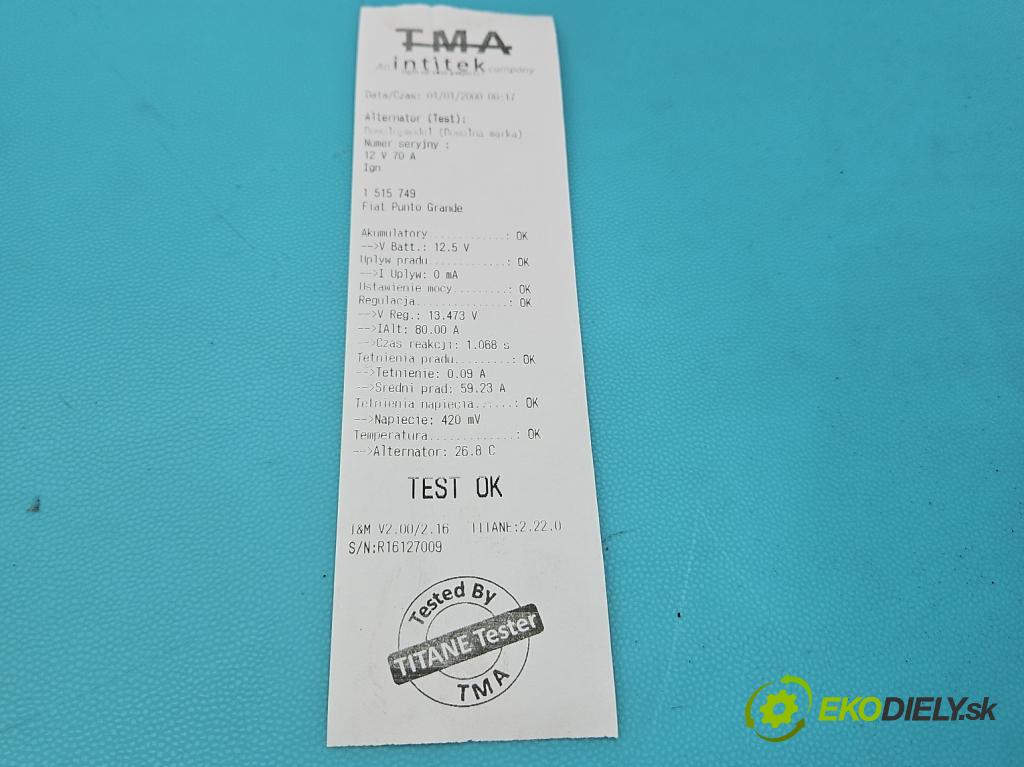 TMA
An intitek company
Data/Czas: 01/01/2000 00:17
Alternator (Test):
(Dowolna marka)
Numer seryjny :
12 V 70 A
Ign
1 515 749
Fiat Punto Grande
Akumulatory............: OK
-->V Batt.: 12.5 V
Uplyw pradu............: OK
-->I Uplyw: 0 mA
Ustawienie mocy........: OK
Regulacja..............: OK
-->V Reg.: 13.473 V
-->IAlt: 80.00 A
-->Czas reakcji: 1.068 s
Tetnienia pradu.........: OK
-->Tetnienie: 0.09 A
-->Sredni prad: 59.23 A
Tetnienia napiecia......: OK
-->Napiecie: 420 mV
Temperatura.............: OK
-->Alternator: 26.8 C
TEST OK
T&M V2.00/2.16 TITANE:2.22.0
S/N:R16127009
Tested By
TITANE Tester
TMA
EKODIELY.sk